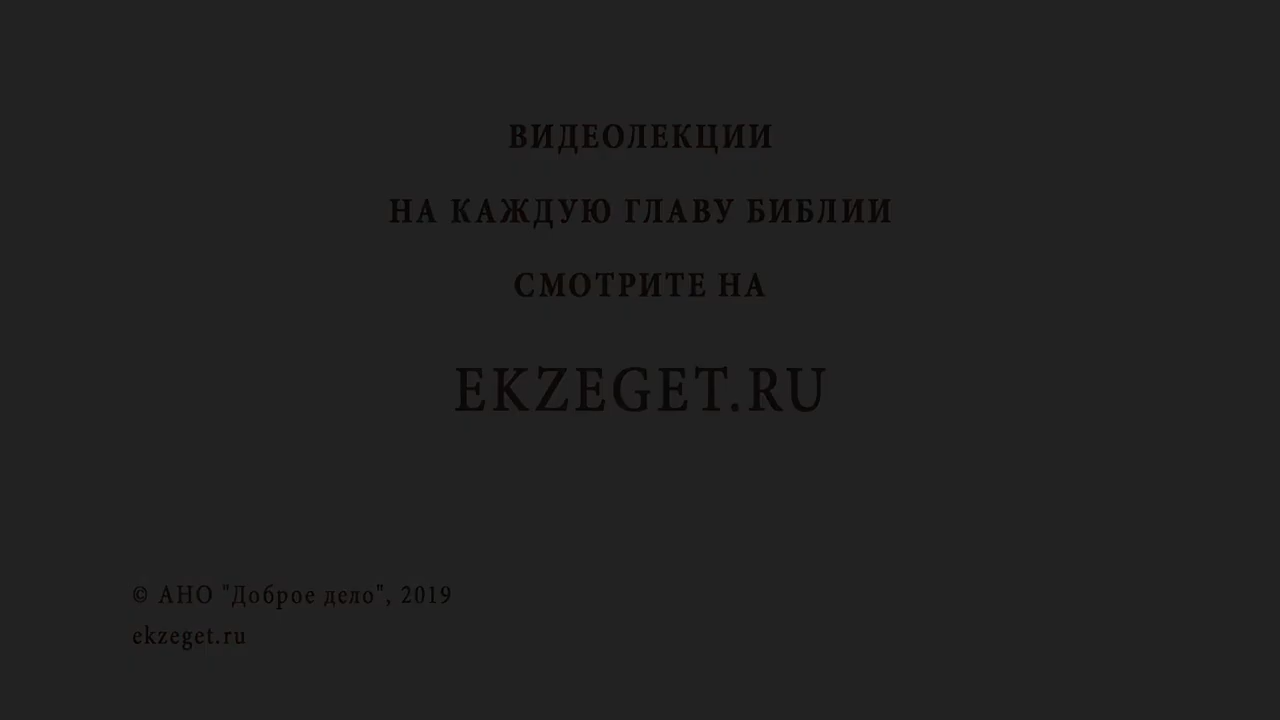 ВИДЕОЛЕКЦИИ
НА КАЖДУЮ ГЛАВУ БИБЛИИ
СМОТРИТЕ НА
EKZEGET.RU
© АНО "Доброе дело", 2019
ekzeget.ru